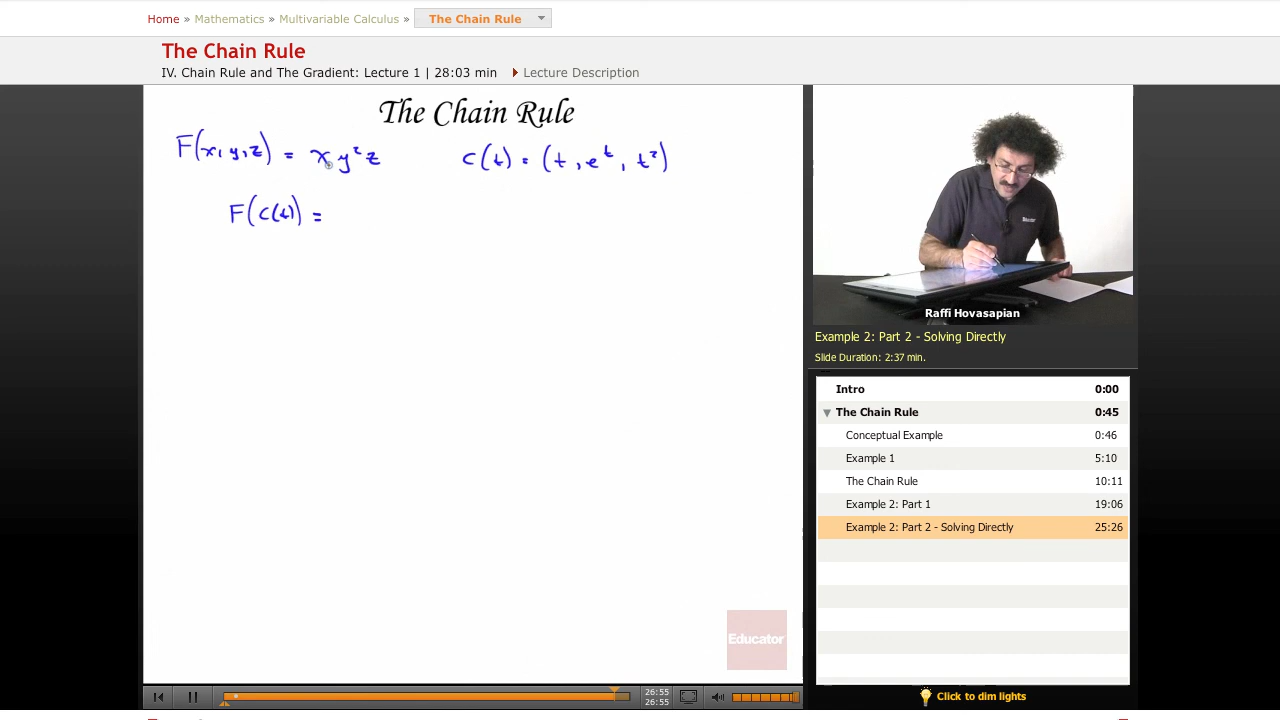 Home » Mathematics » Multivariable Calculus » The Chain Rule
The Chain Rule
IV. Chain Rule and The Gradient: Lecture 1 | 28:03 min Lecture Description
The Chain Rule
F(x,y,z) = xy²z c(t) = (t, eᵗ, t²)
F(c(t)) =
Educator
Raffi Hovasapian
Example 2: Part 2 - Solving Directly
Slide Duration: 2:37 min.
Intro 0:00
The Chain Rule 0:45
Conceptual Example 0:46
Example 1 5:10
The Chain Rule 10:11
Example 2: Part 1 19:06
Example 2: Part 2 - Solving Directly 25:26
26:55
26:55
Click to dim lights